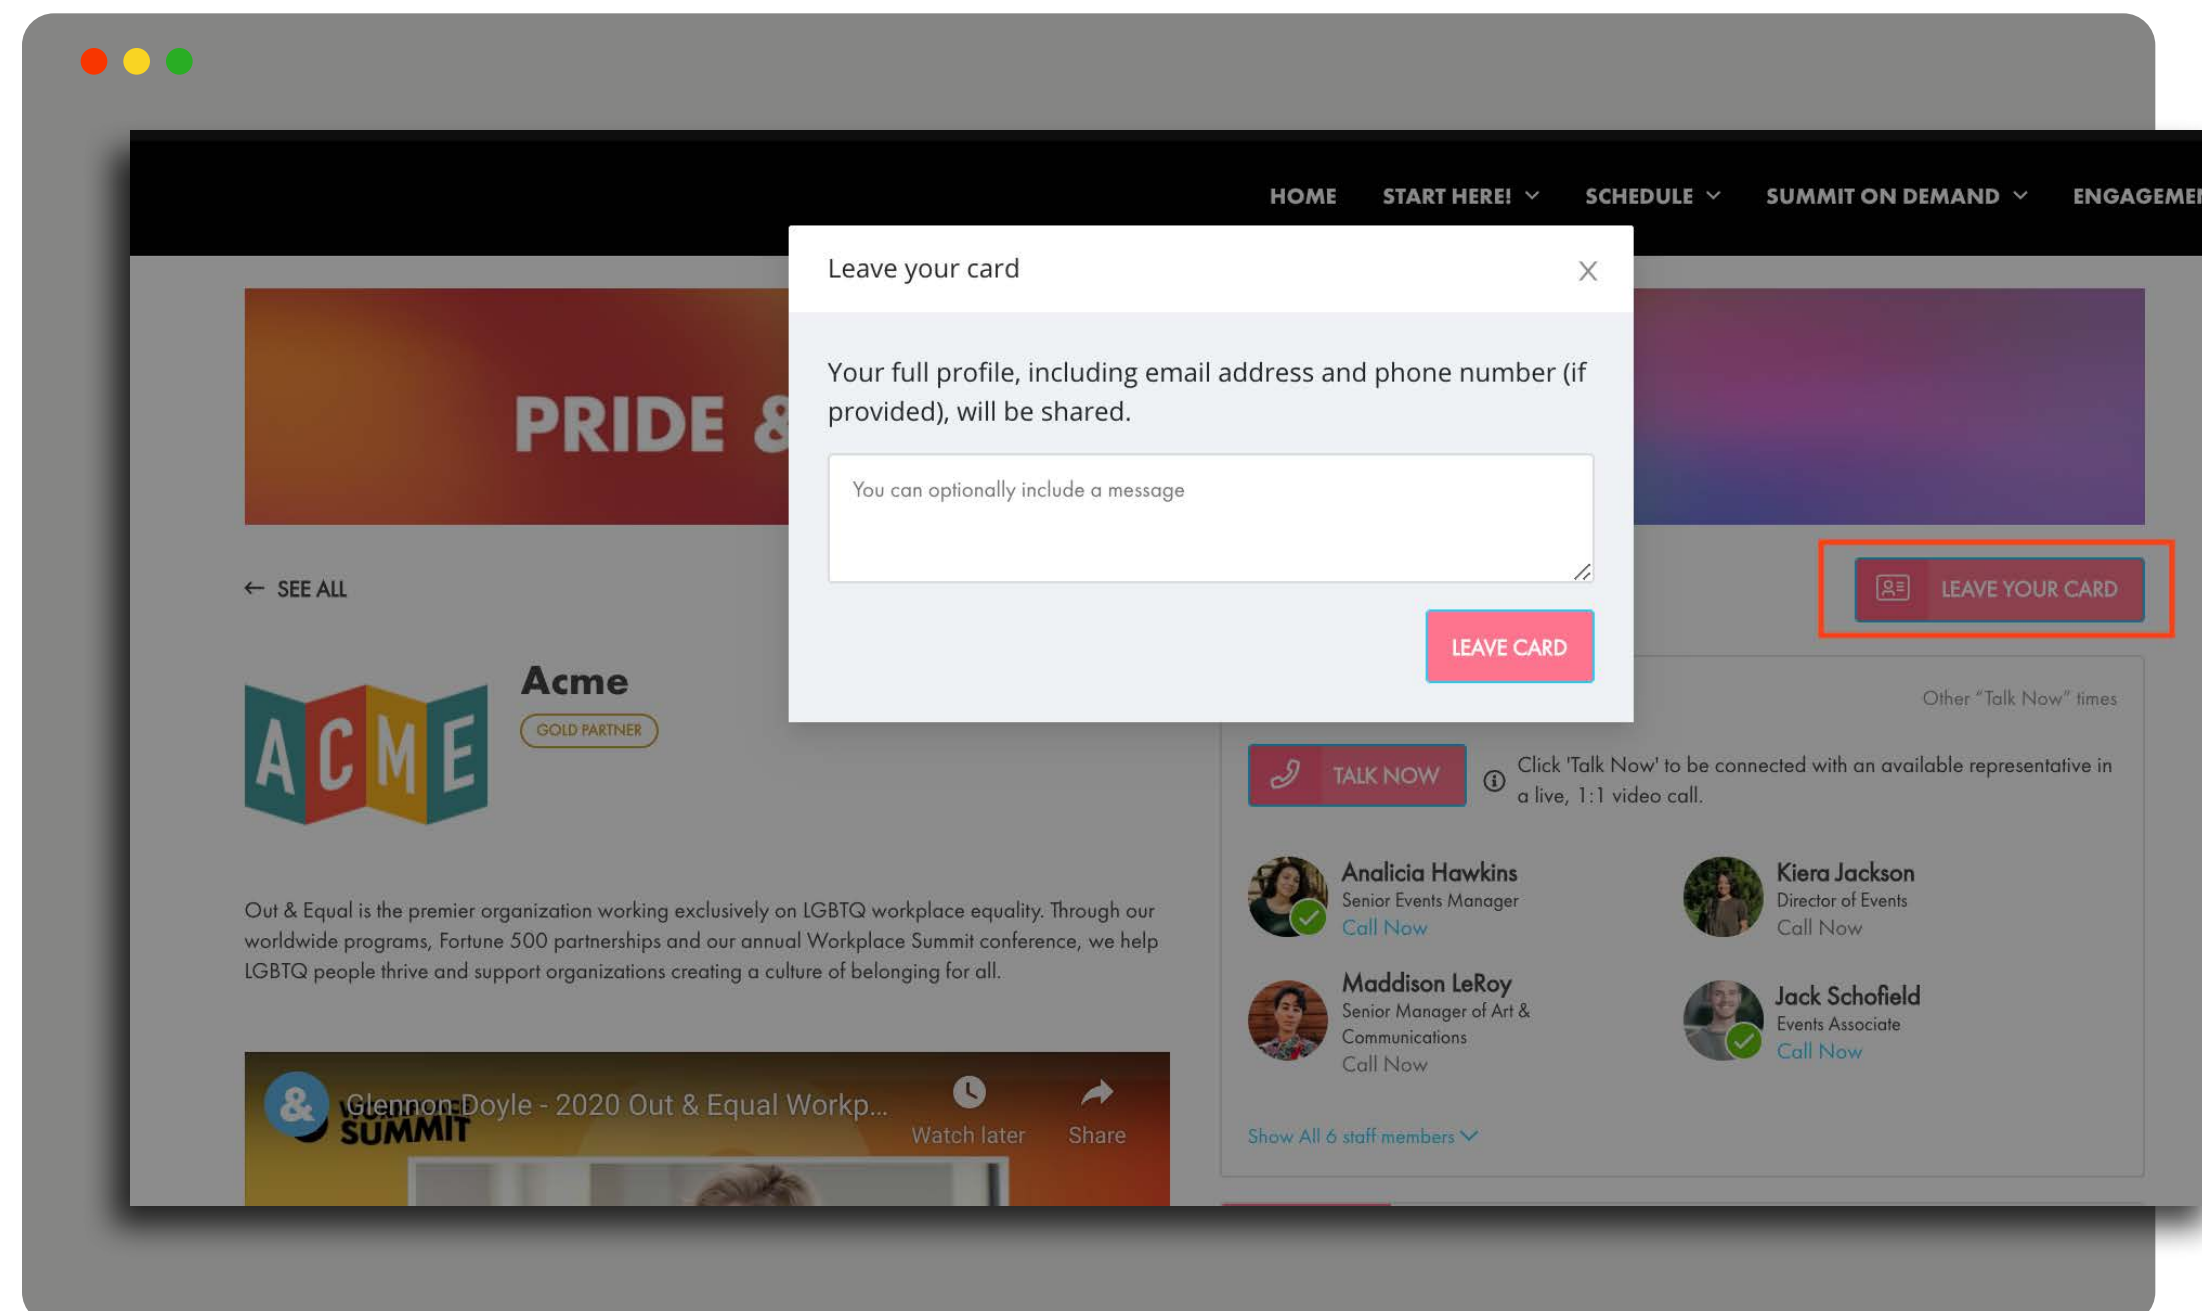 HOME START HERE! SCHEDULE SUMMIT ON DEMAND
Leave your card
X
Your full profile, including email address and phone number (if
provided), will be shared.
You can optionally include a message
LEAVE CARD
PRIDE &
← SEE ALL
LEAVE YOUR CARD
ACME
Acme
GOLD PARTNER
Out & Equal is the premier organization working exclusively on LGBTQ workplace equality. Through our
worldwide programs, Fortune 500 partnerships and our annual Workplace Summit conference, we help
LGBTQ people thrive and support organizations creating a culture of belonging for all.
& Glennon Doyle - 2020 Out & Equal Workp...
SUMMIT
Watch later Share
Other “Talk Now” times
TALK NOW
Click 'Talk Now' to be connected with an available representative in
a live, 1:1 video call.
Analicia Hawkins
Senior Events Manager
Call Now
Kiera Jackson
Director of Events
Call Now
Maddison LeRoy
Senior Manager of Art &
Communications
Call Now
Jack Schofield
Events Associate
Call Now
Show All 6 staff members